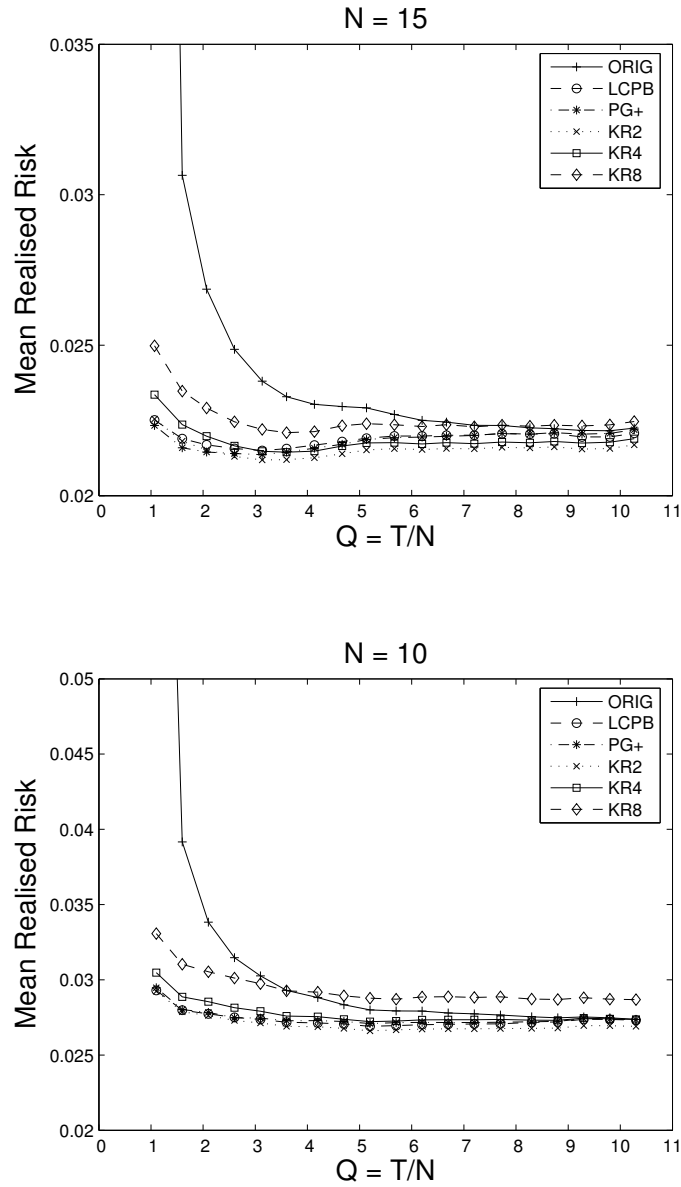 N = 15
0.035
0.03
0.025
0.02
Mean Realised Risk
ORIG
LCPB
PG+
KR2
KR4
KR8
0 1 2 3 4 5 6 7 8 9 10 11
Q = T/N
N = 10
0.05
0.045
0.04
0.035
0.03
0.025
0.02
Mean Realised Risk
ORIG
LCPB
PG+
KR2
KR4
KR8
0 1 2 3 4 5 6 7 8 9 10 11
Q = T/N